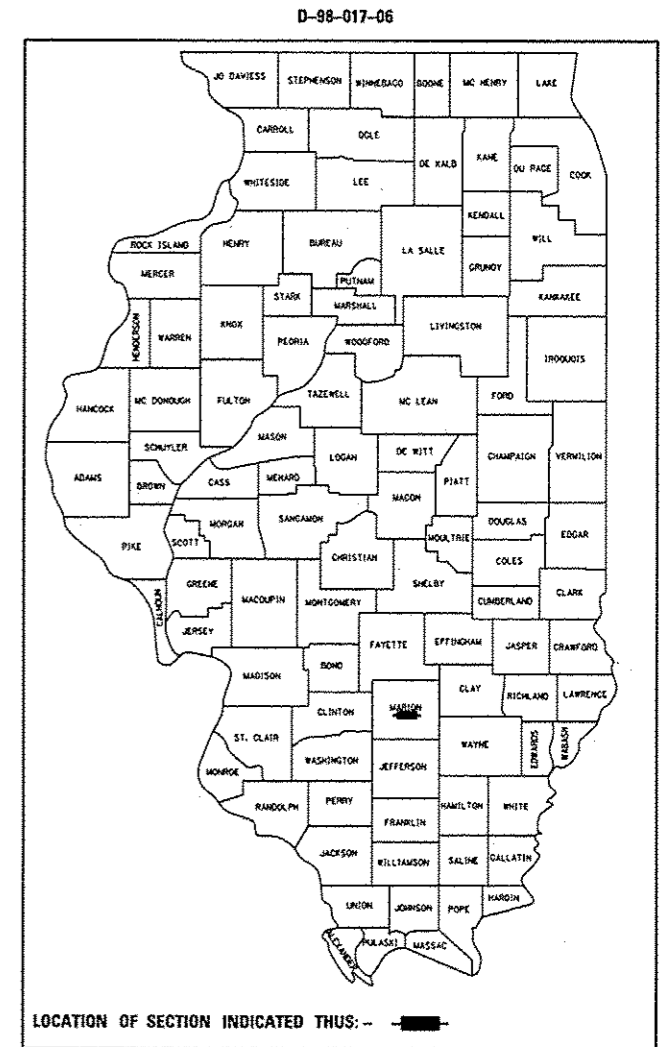 D-98-017-06
JO DAVIESS STEPHENSON WINNEBAGO BOONE MC HENRY LAKE
CARROLL OGLE DE KALB KANE DU PAGE COOK
WHITESIDE LEE
KENDALL WILL
ROCK ISLAND HENRY BUREAU LA SALLE GRUNDY
MERCER PUTNAM KANKAKEE
STARK MARSHALL
HENDERSON WARREN KNOX PEORIA WOODFORD LIVINGSTON IROQUOIS
HANCOCK MC DONOUGH FULTON TAZEWELL MC LEAN FORD
SCHUYLER MASON LOGAN DE WITT CHAMPAIGN VERMILION
ADAMS BROWN CASS MENARD PIATT
MACON
PIKE SCOTT MORGAN SANGAMON CHRISTIAN MOULTRIE DOUGLAS EDGAR
COLES
CALHOUN GREENE MACOUPIN MONTGOMERY SHELBY CUMBERLAND CLARK
JERSEY FAYETTE EFFINGHAM JASPER CRAWFORD
MADISON BOND
CLAY RICHLAND LAWRENCE
CLINTON MARION
ST. CLAIR WAYNE EDWARDS WABASH
MONROE WASHINGTON JEFFERSON
RANDOLPH PERRY HAMILTON WHITE
FRANKLIN
JACKSON WILLIAMSON SALINE GALLATIN
UNION JOHNSON POPE HARDIN
ALEXANDER PULASKI MASSAC
LOCATION OF SECTION INDICATED THUS:-